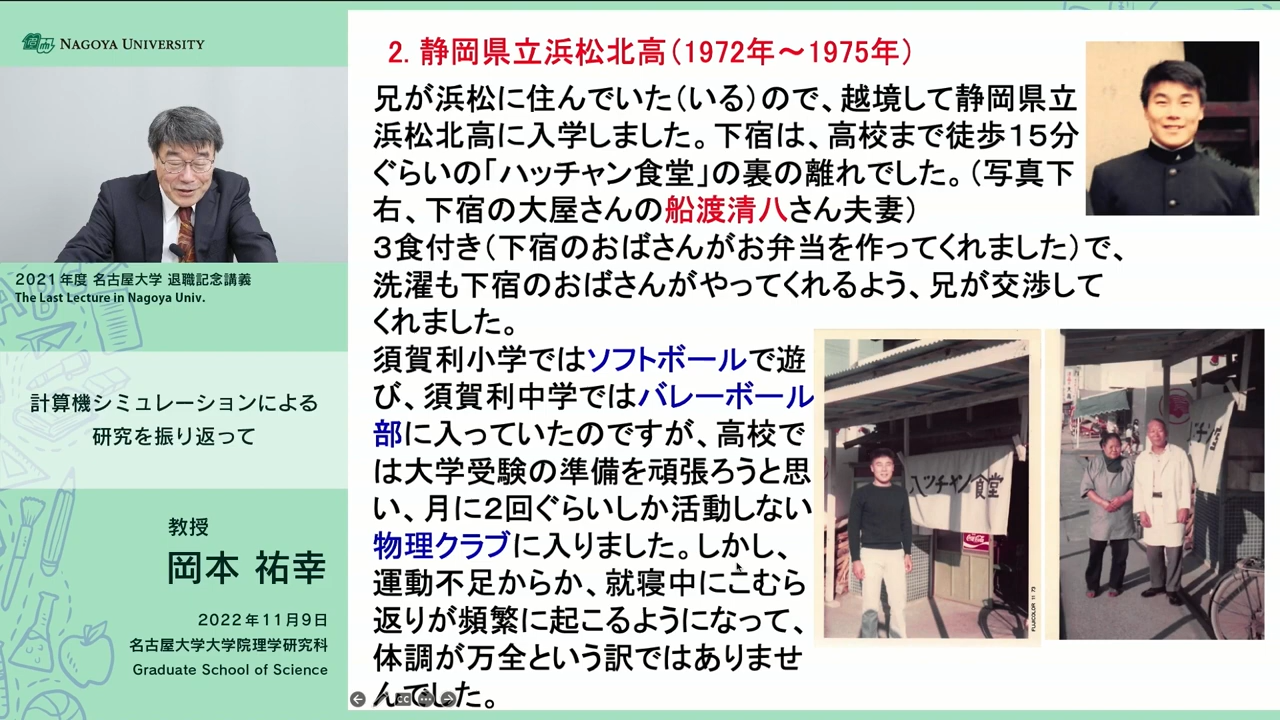 NAGOYA UNIVERSITY
2021年度 名古屋大学 退職記念講義
The Last Lecture in Nagoya Univ.
計算機シミュレーションによる
研究を振り返って
教授
岡本 祐幸
2022年11月9日
名古屋大学大学院理学研究科
Graduate School of Science
2. 静岡県立浜松北高(1972年～1975年)
兄が浜松に住んでいた(いる)ので、越境して静岡県立
浜松北高に入学しました。下宿は、高校まで徒歩15分
ぐらいの「ハッチャン食堂」の裏の離れでした。(写真下
右、下宿の大屋さんの船渡清八さん夫妻)
3食付き(下宿のおばさんがお弁当を作ってくれました)で、
洗濯も下宿のおばさんがやってくれるよう、兄が交渉して
くれました。
須賀利小学ではソフトボールで遊
び、須賀利中学ではバレーボール
部に入っていたのですが、高校で
は大学受験の準備を頑張ろうと思
い、月に2回ぐらいしか活動しない
物理クラブに入りました。しかし、
運動不足からか、就寝中にこむら
返りが頻繁に起こるようになって、
体調が万全という訳ではありませ
んでした。
ハッチャン食堂
Coca-Cola
FUJICOLOR 11 73